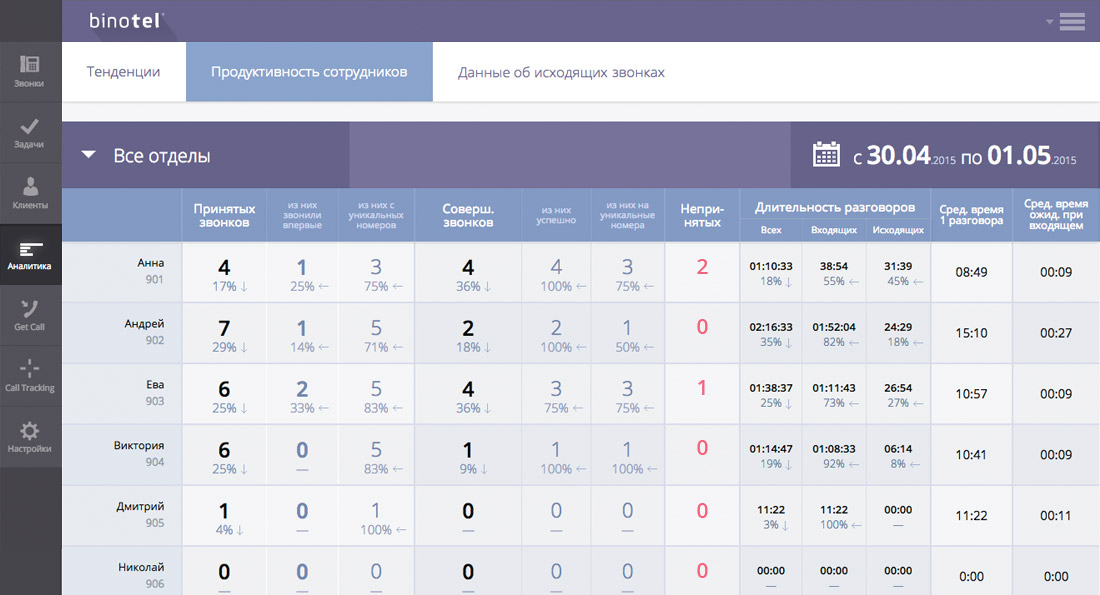 binotel
Звонки
Задачи
Клиенты
Аналитика
Get Call
Call Tracking
Настройки
Тенденции Продуктивность сотрудников Данные об исходящих звонках
Все отделы с 30.04.2015 по 01.05.2015
Принятых звонков
из них звонили впервые
из них с уникальных номеров
Соверш. звонков
из них успешно
из них на уникальные номера
Непри-
нятых
Длительность разговоров
Всех Входящих Исходящих
Сред. время 1 разговора
Сред. время ожид. при входящем
Анна 4 1 3 4 4 3 2 01:10:33 38:54 31:39 08:49 00:09
901 17% ↓ 25% ← 75% ← 36% ↓ 100% ← 75% ← 18% ↓ 55% ← 45% ←
Андрей 7 1 5 2 2 1 0 02:16:33 01:52:04 24:29 15:10 00:27
902 29% ↓ 14% ← 71% ← 18% ↓ 100% ← 50% ← 35% ↓ 82% ← 18% ←
Ева 6 2 5 4 3 3 1 01:38:37 01:11:43 26:54 10:57 00:09
903 25% ↓ 33% ← 83% ← 36% ↓ 75% ← 75% ← 25% ↓ 73% ← 27% ←
Виктория 6 0 5 1 1 1 0 01:14:47 01:08:33 06:14 10:41 00:09
904 25% ↓ — 83% ← 9% ↓ 100% ← 100% ← 19% ↓ 92% ← 8% ←
Дмитрий 1 0 1 0 0 0 0 11:22 11:22 00:00 11:22 00:11
905 4% ↓ — 100% ← — — — 3% ↓ 100% ← —
Николай 0 0 0 0 0 0 0 00:00 00:00 00:00 0:00 0:00
906 — — — — — — — — —